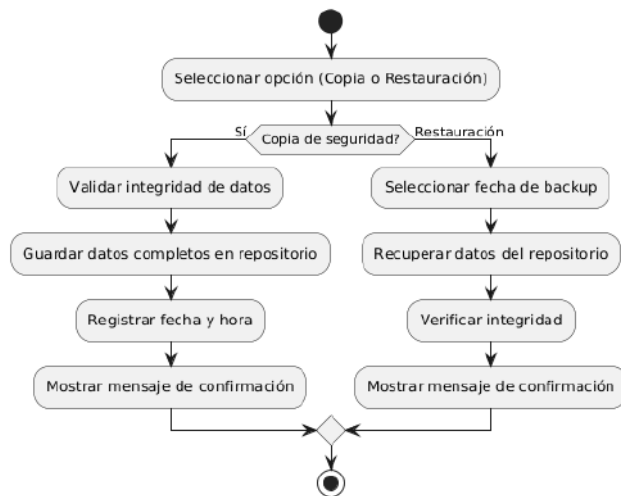 Seleccionar opción (Copia o Restauración)
Sí
Copia de seguridad?
Restauración
Validar integridad de datos
Seleccionar fecha de backup
Guardar datos completos en repositorio
Recuperar datos del repositorio
Registrar fecha y hora
Verificar integridad
Mostrar mensaje de confirmación
Mostrar mensaje de confirmación